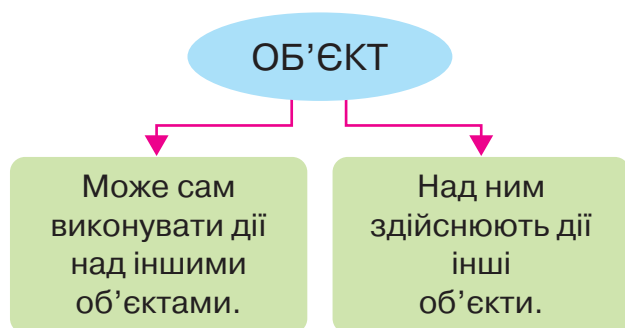 ОБ’ЄКТ
Може сам
виконувати дії
над іншими
об’єктами.
Над ним
здійснюють дії
інші
об’єкти.